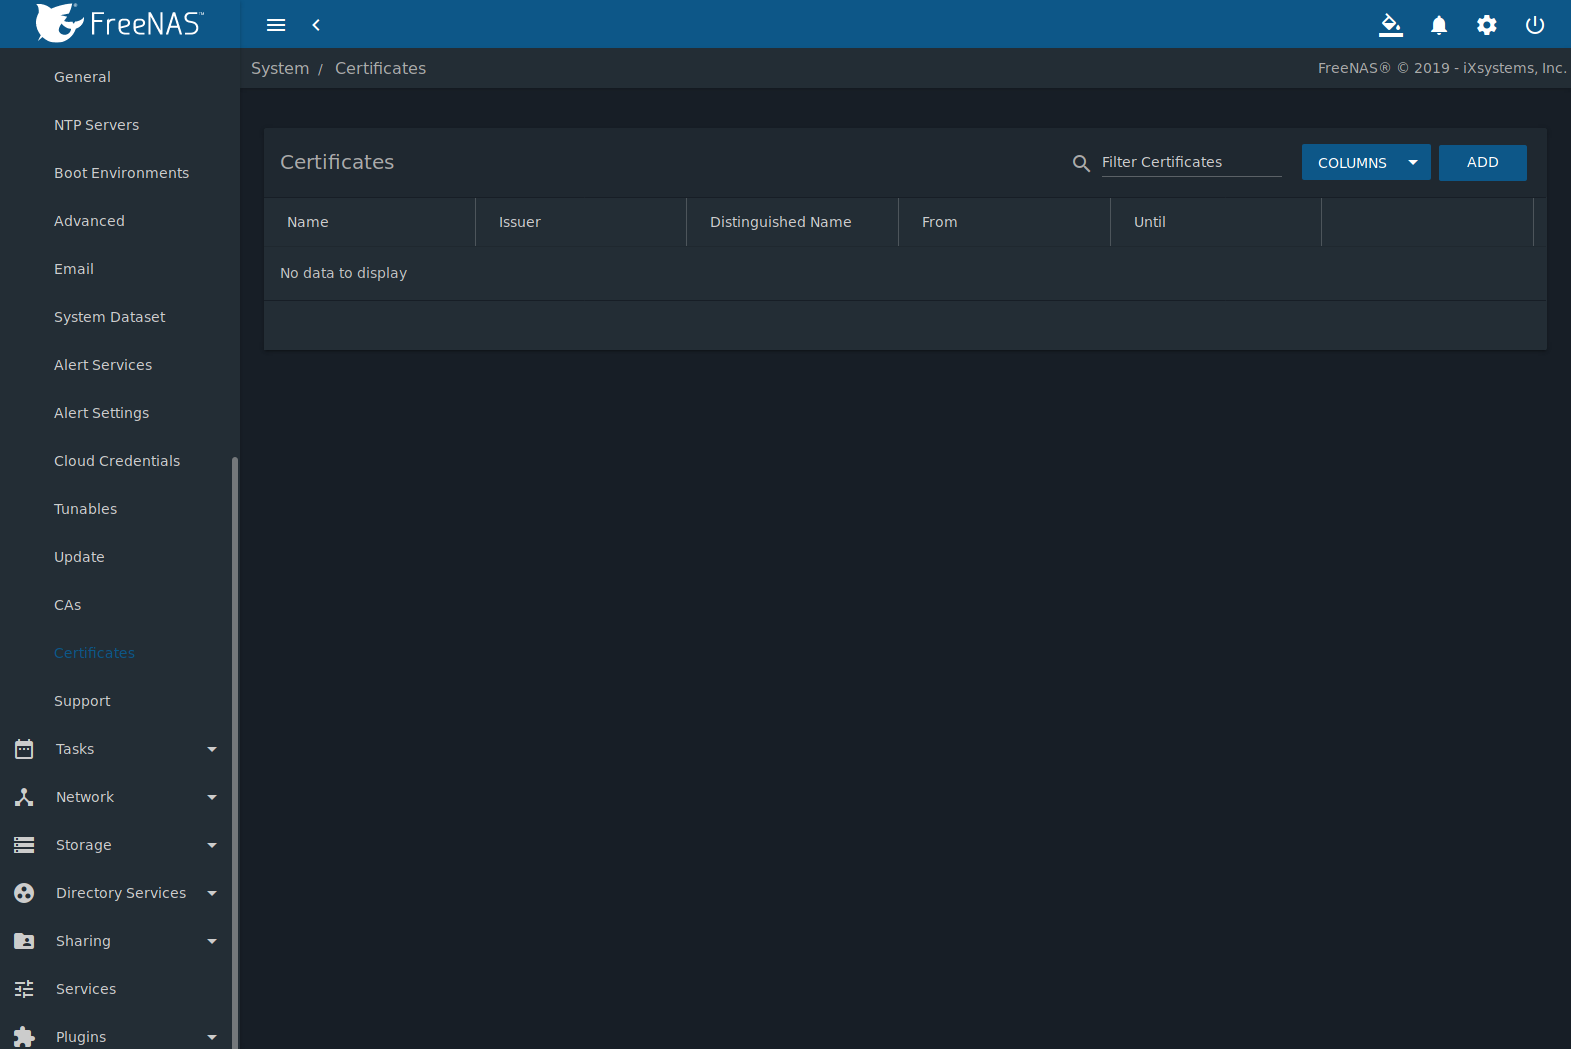 FreeNAS™
System / Certificates
FreeNAS® © 2019 - iXsystems, Inc.
General
NTP Servers
Boot Environments
Advanced
Email
System Dataset
Alert Services
Alert Settings
Cloud Credentials
Tunables
Update
CAs
Certificates
Support
Tasks
Network
Storage
Directory Services
Sharing
Services
Plugins
Certificates
Filter Certificates
COLUMNS
ADD
Name Issuer Distinguished Name From Until
No data to display